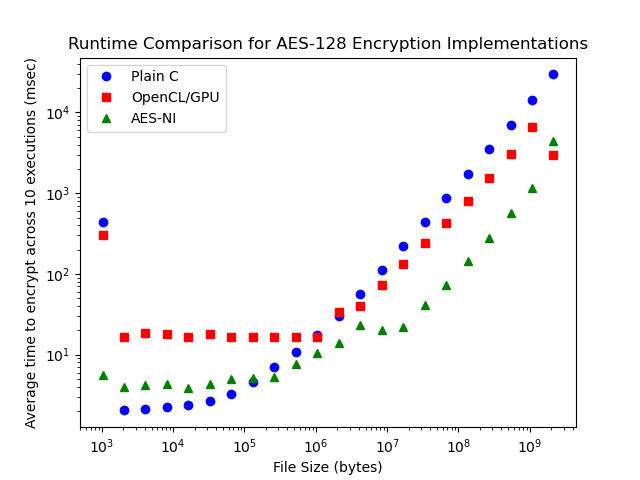 Runtime Comparison for AES-128 Encryption Implementations
Plain C
OpenCL/GPU
AES-NI
Average time to encrypt across 10 executions (msec)
10⁴
10³
10²
10¹
10³ 10⁴ 10⁵ 10⁶ 10⁷ 10⁸ 10⁹
File Size (bytes)